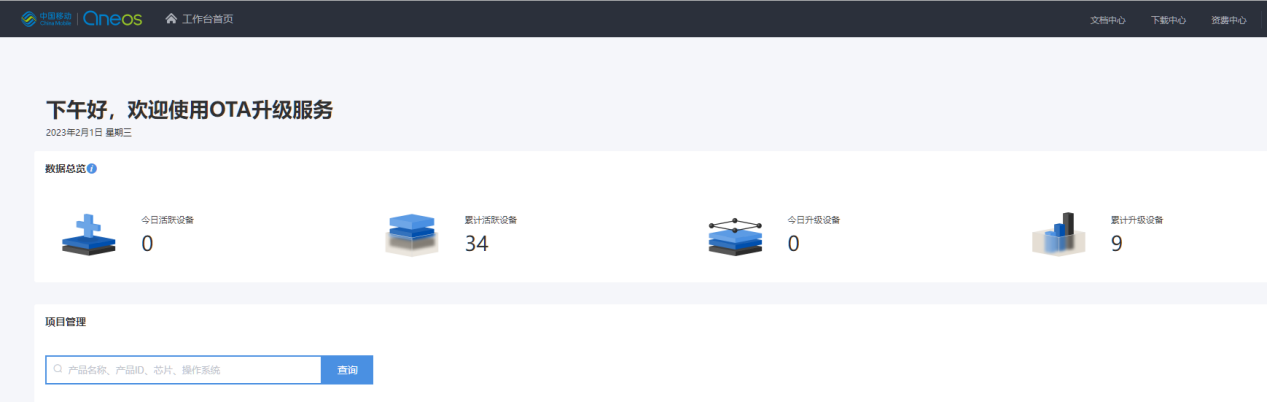 中国移动 China Mobile OneOS 工作台首页 文档中心 下载中心 资费中心
下午好，欢迎使用OTA升级服务
2023年2月1日 星期三
数据总览
今日活跃设备 累计活跃设备 今日升级设备 累计升级设备
0 34 0 9
项目管理
产品名称、产品ID、芯片、操作系统 查询